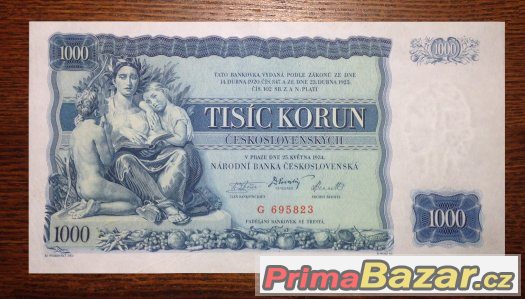 1000
1000
TATO BANKOVKA VYDANÁ PODLE ZÁKONŮ ZE DNE
14. DUBNA 1920, ČÍS. 347 A ZE DNE 23. DUBNA 1925,
ČÍS. 102 SB. Z. A N. PLATÍ
TISÍC KORUN
ČESKOSLOVENSKÝCH
V PRAZE DNE 25. KVĚTNA 1934
NÁRODNÍ BANKA ČESKOSLOVENSKÁ
G 695823
PADĚLÁNÍ BANKOVEK SE TRESTÁ
1000
1000
PrimaBazar.cz